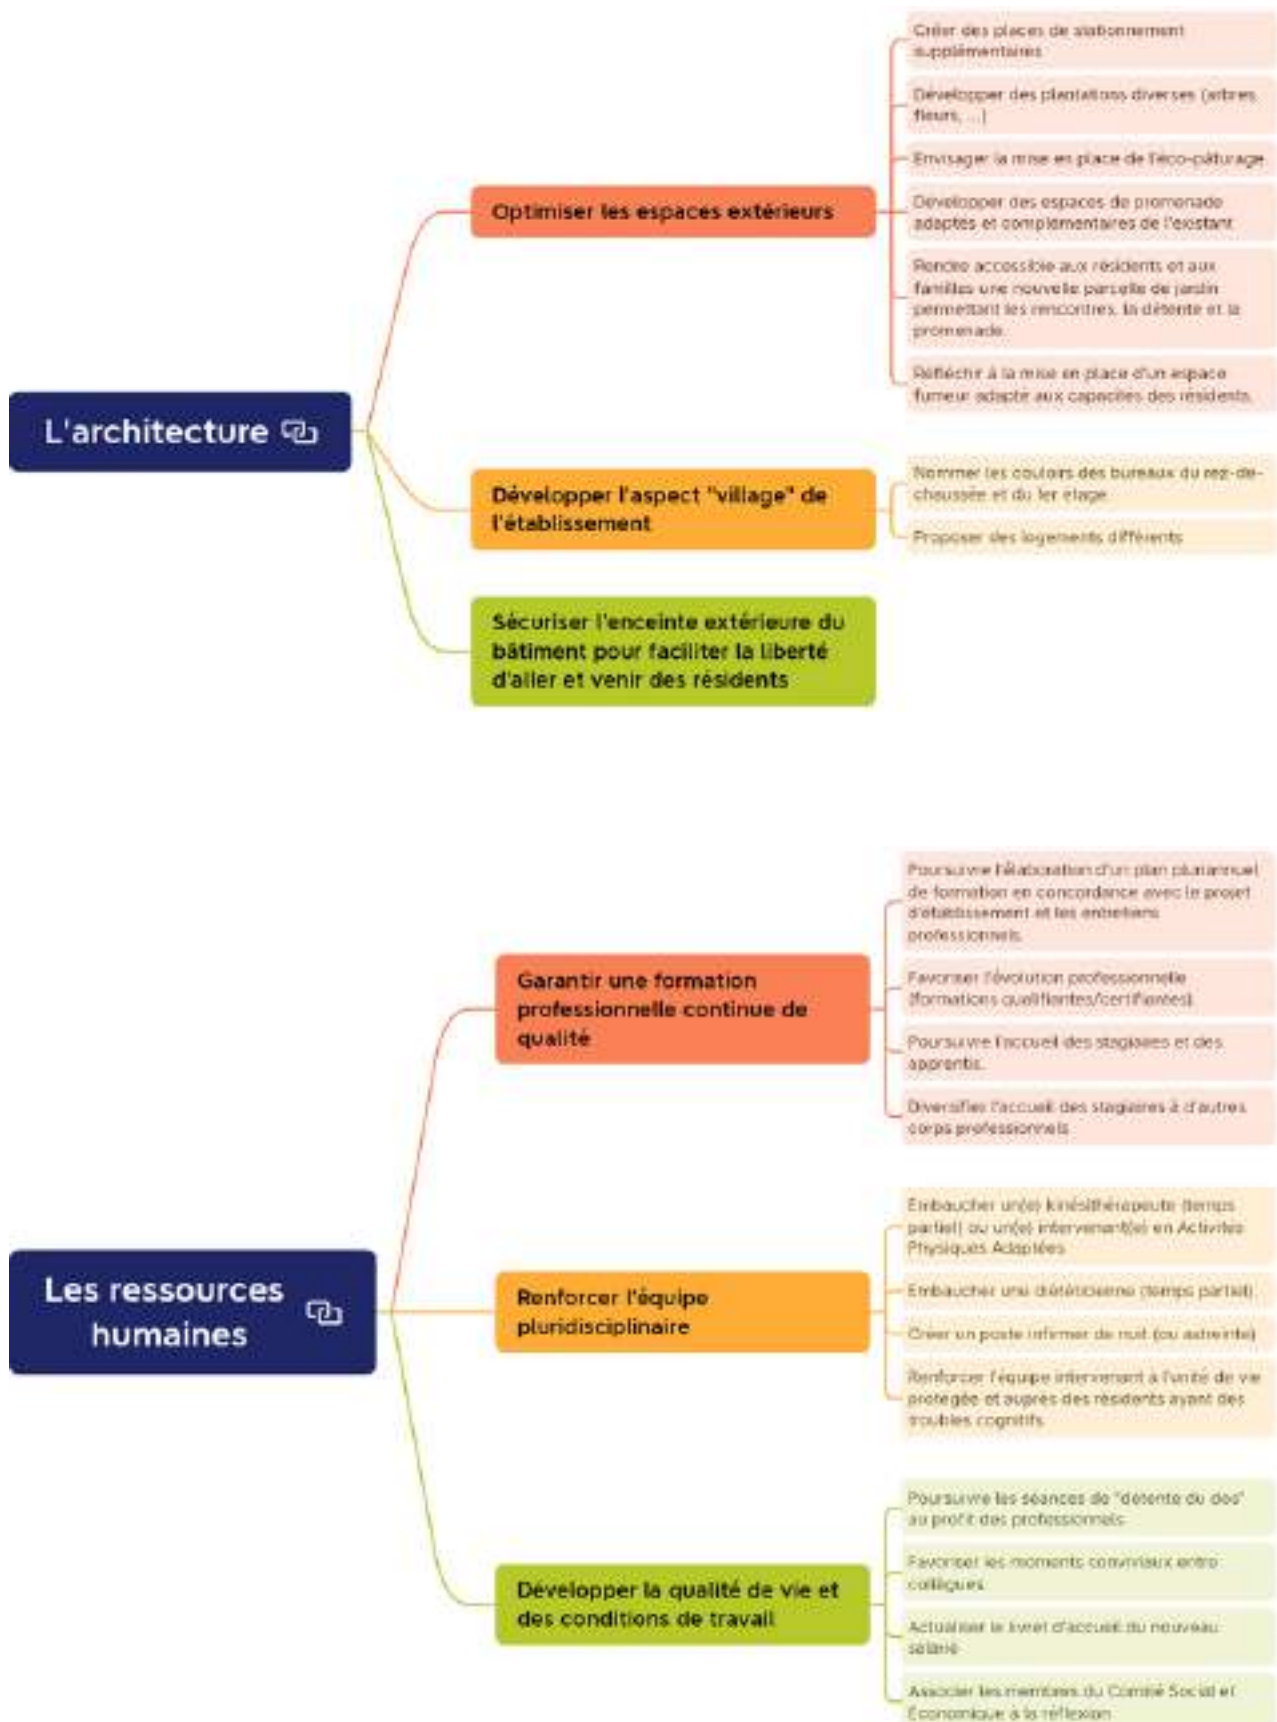 Créer des places de stationnement
supplémentaires
Développer des plantations diverses (arbres,
fleurs, ...)
Envisager la mise en place de l'éco-pâturage
Optimiser les espaces extérieurs
Développer des espaces de promenade
adaptés et complémentaires de l'existant
Rendre accessible aux résidents et aux
familles une nouvelle parcelle de jardin
permettant les rencontres, la détente et la
promenade.
Réfléchir à la mise en place d'un espace
fumeur adapté aux capacités des résidents.
L'architecture
Développer l'aspect "village" de
l'établissement
Nommer les couloirs des bureaux du rez-de-
chaussée et du 1er étage
Proposer des logements différents
Sécuriser l'enceinte extérieure du
bâtiment pour faciliter la liberté
d'aller et venir des résidents
Poursuivre l'élaboration d'un plan pluriannuel
de formation en concordance avec le projet
d'établissement et les entretiens
professionnels.
Garantir une formation
professionnelle continue de
qualité
Favoriser l'évolution professionnelle
(formations qualifiantes/certifiantes)
Poursuivre l'accueil des stagiaires et des
apprentis.
Diversifier l'accueil des stagiaires à d'autres
corps professionnels
Les ressources
humaines
Renforcer l'équipe
pluridisciplinaire
Embaucher un(e) kinésithérapeute (temps
partiel) ou un(e) intervenant(e) en Activités
Physiques Adaptées
Embaucher une diététicienne (temps partiel)
Créer un poste infirmer de nuit (ou astreinte)
Renforcer l'équipe intervenant à l'unité de vie
protégée et auprès des résidents ayant des
troubles cognitifs
Développer la qualité de vie et
des conditions de travail
Poursuivre les séances de "détente du dos"
au profit des professionnels
Favoriser les moments conviviaux entre
collègues
Actualiser le livret d'accueil du nouveau
salarié
Associer les membres du Comité Social et
Économique à la réflexion